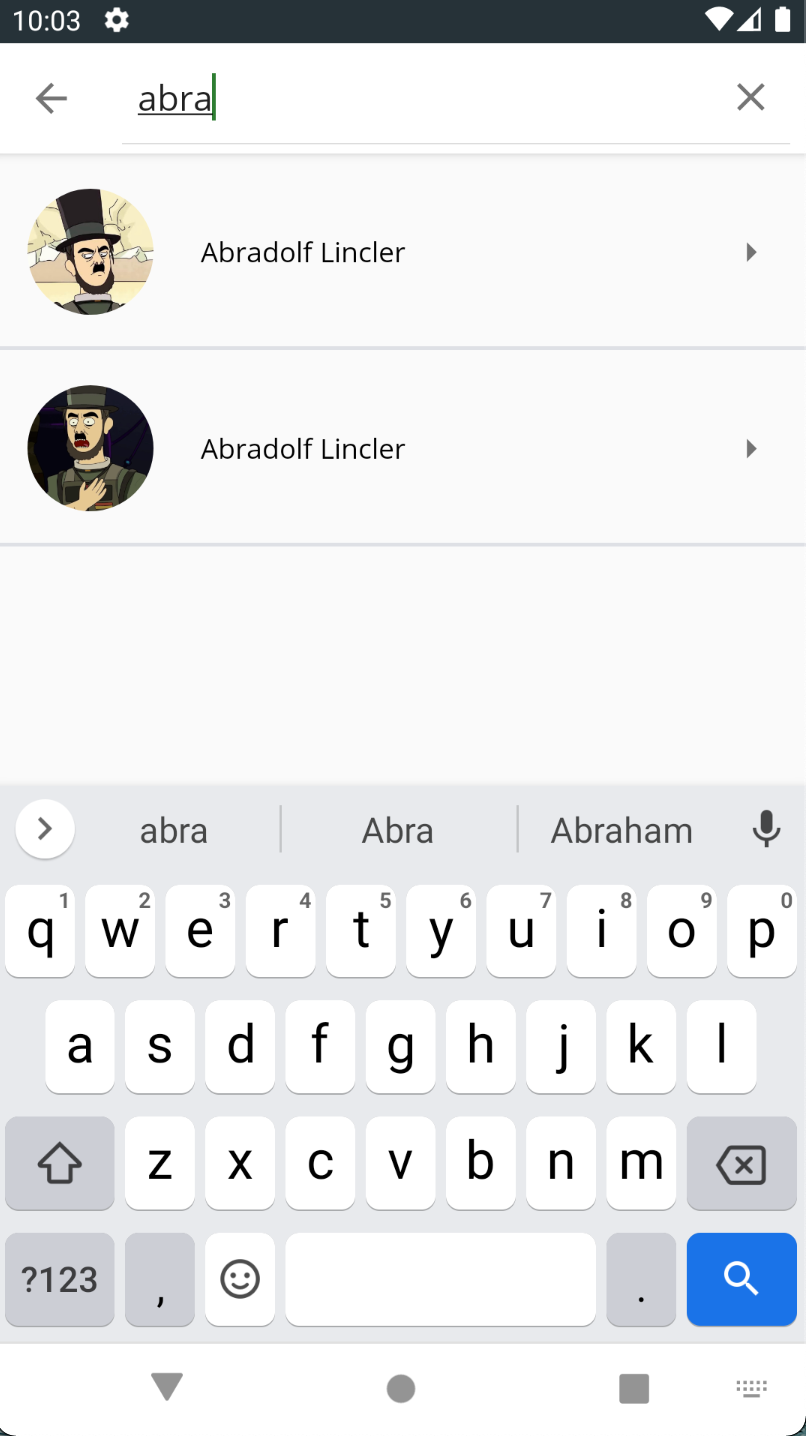 10:03
abra
Abradolf Lincler
Abradolf Lincler
abra Abra Abraham
1 2 3 4 5 6 7 8 9 0
q w e r t y u i o p
a s d f g h j k l
z x c v b n m
?123 , .